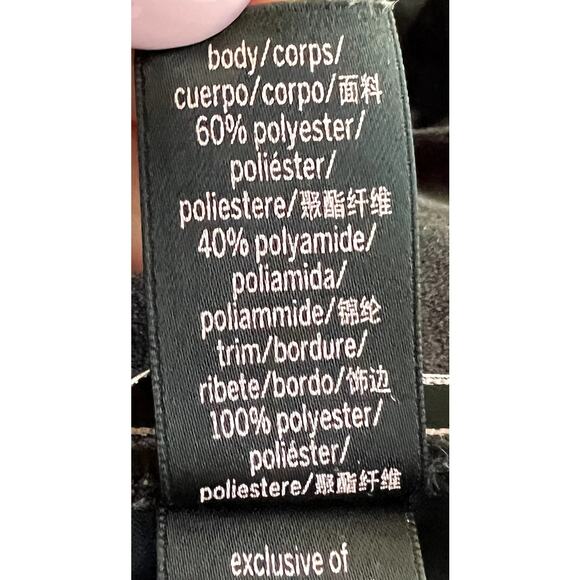 body/corps/
cuerpo/corpo/面料
60% polyester/
poliéster/
poliestere/聚酯纤维
40% polyamide/
poliamida/
poliammide/锦纶
trim/bordure/
ribete/bordo/饰边
100% polyester/
poliéster/
poliestere/聚酯纤维
exclusive of